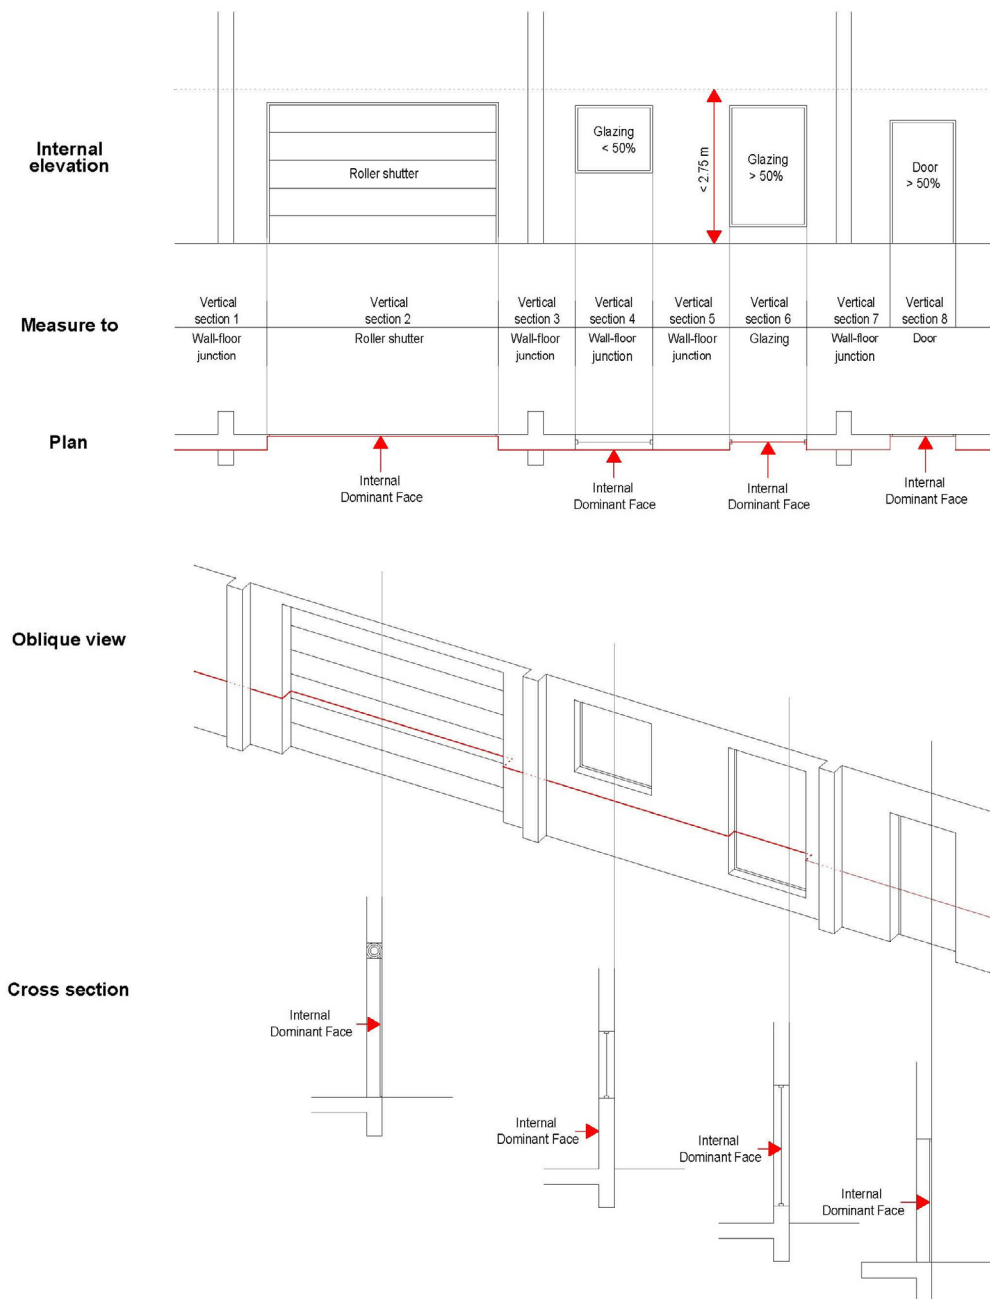 Internal
elevation
Roller shutter
Glazing
< 50%
< 2.75 m
Glazing
> 50%
Door
> 50%
Measure to
Vertical
section 1
Vertical
section 2
Vertical
section 3
Vertical
section 4
Vertical
section 5
Vertical
section 6
Vertical
section 7
Vertical
section 8
Wall-floor
junction
Roller shutter
Wall-floor
junction
Wall-floor
junction
Wall-floor
junction
Glazing
Wall-floor
junction
Door
Plan
Internal
Dominant Face
Internal
Dominant Face
Internal
Dominant Face
Internal
Dominant Face
Oblique view
Cross section
Internal
Dominant Face
Internal
Dominant Face
Internal
Dominant Face
Internal
Dominant Face